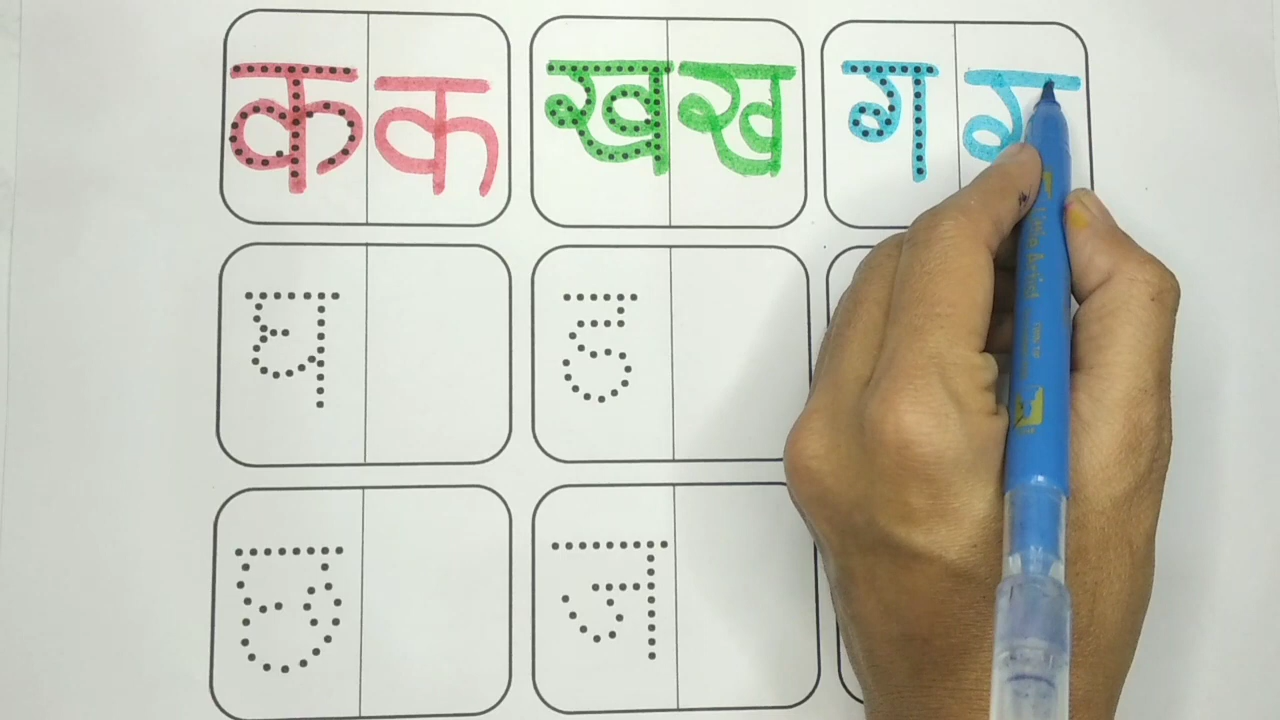 क क ख ख ग ग
घ ङ
छ ज